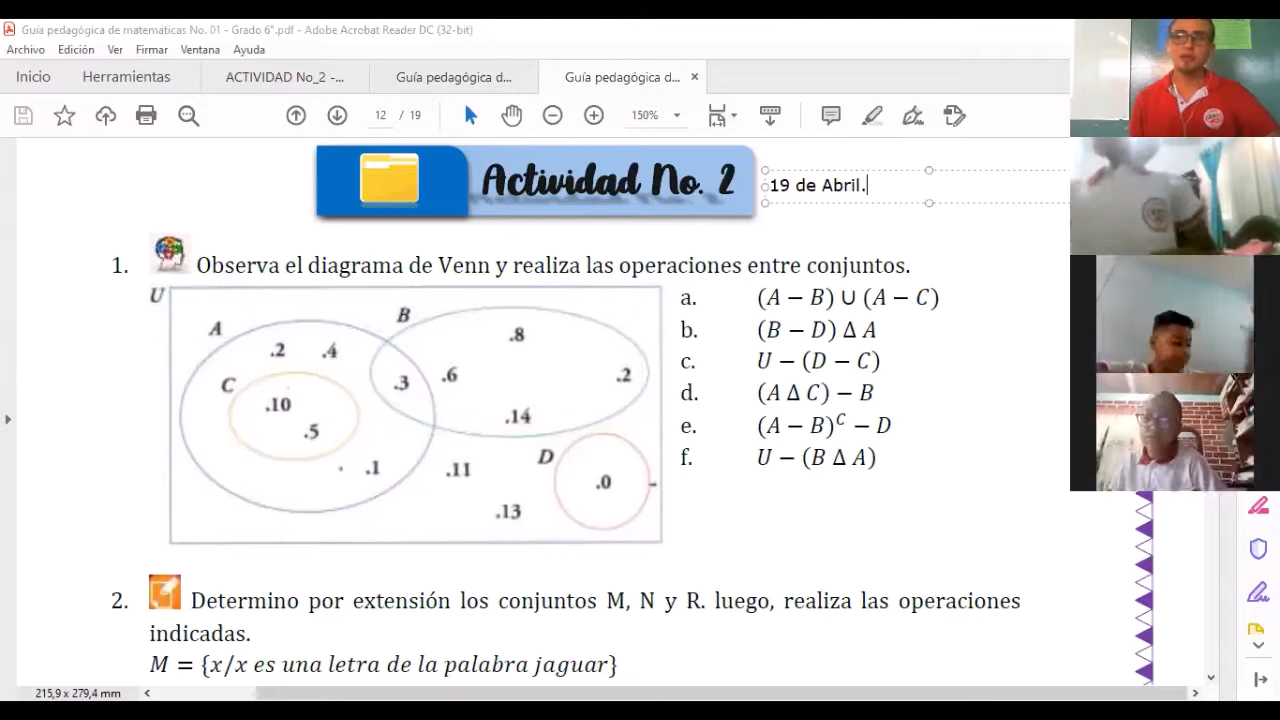 Guía pedagógica de matemáticas No. 01 - Grado 6°.pdf - Adobe Acrobat Reader DC (32-bit)
Archivo Edición Ver Firmar Ventana Ayuda
Inicio Herramientas ACTIVIDAD No_2 -... Guía pedagógica d... Guía pedagógica d... ×
12 / 19 150%
Actividad No. 2
19 de Abril.
1. Observa el diagrama de Venn y realiza las operaciones entre conjuntos.
U
A
B
C
D
.2 .4
.10
.5
.1
.3
.6
.8
.2
.14
.11
.13
.0
a. (A − B) ∪ (A − C)
b. (B − D) Δ A
c. U − (D − C)
d. (A Δ C) − B
e. (A − B)ᶜ − D
f. U − (B Δ A)
2. Determino por extensión los conjuntos M, N y R. luego, realiza las operaciones
indicadas.
M = {x/x es una letra de la palabra jaguar}
215,9 x 279,4 mm